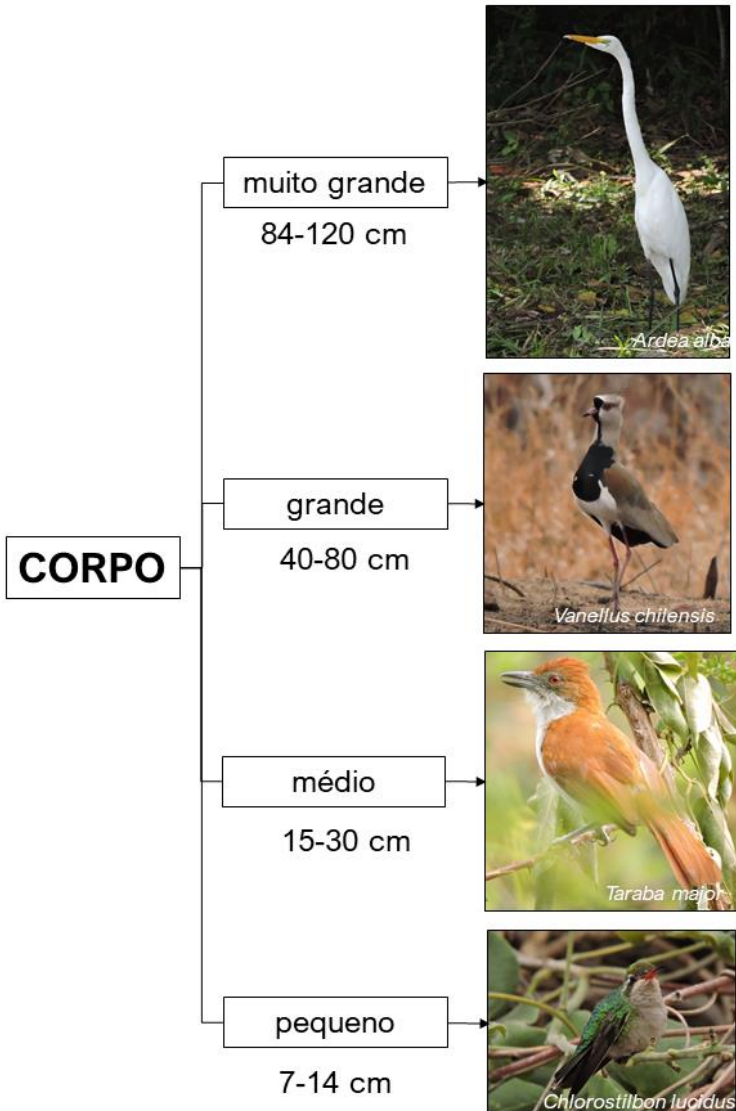 muito grande
84-120 cm
Ardea alba
grande
40-80 cm
Vanellus chilensis
CORPO
médio
15-30 cm
Taraba major
pequeno
7-14 cm
Chlorostilbon lucidus